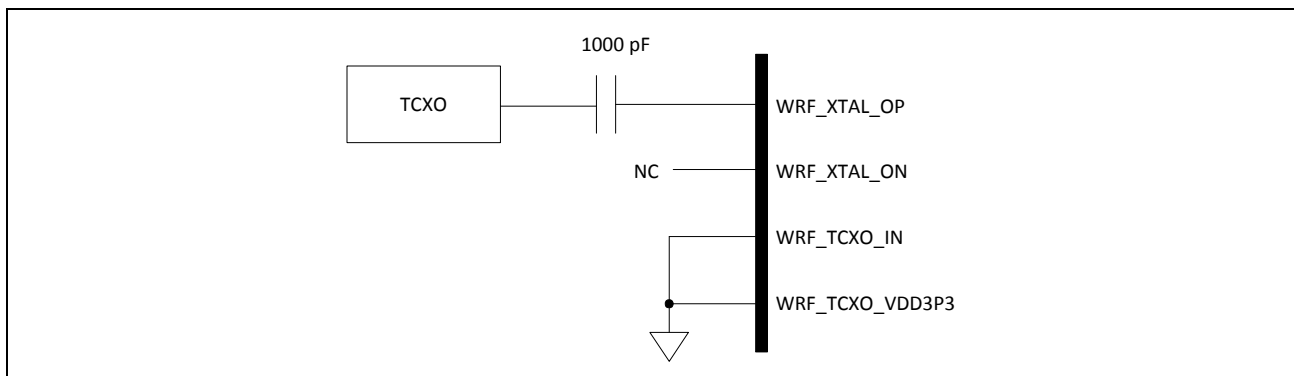 1000 pF
TCXO
WRF_XTAL_OP
NC
WRF_XTAL_ON
WRF_TCXO_IN
WRF_TCXO_VDD3P3